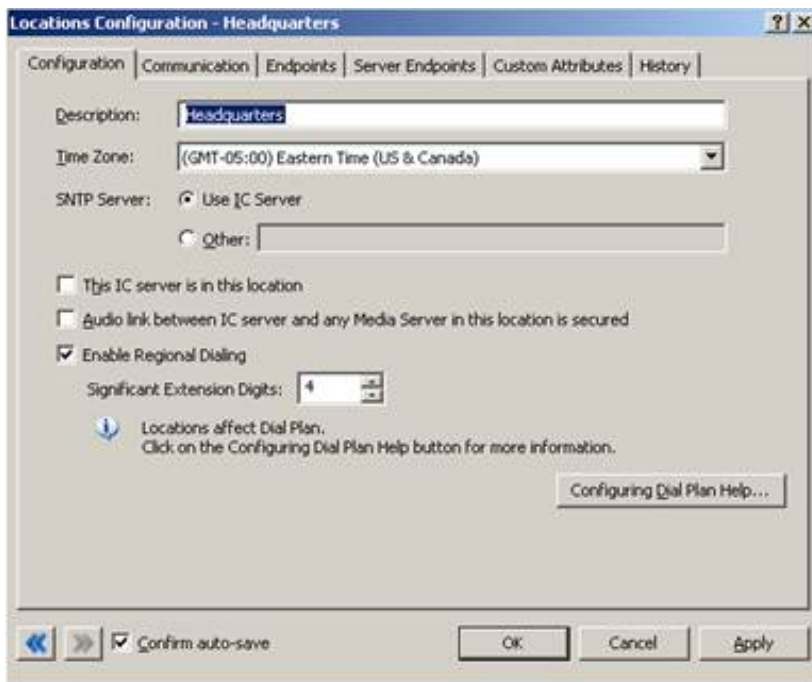 Locations Configuration - Headquarters
Configuration Communication Endpoints Server Endpoints Custom Attributes History
Description: Headquarters
Time Zone: (GMT-05:00) Eastern Time (US & Canada)
SNTP Server: Use IC Server
Other:
This IC server is in this location
Audio link between IC server and any Media Server in this location is secured
Enable Regional Dialing
Significant Extension Digits: 4
Locations affect Dial Plan.
Click on the Configuring Dial Plan Help button for more information.
Configuring Dial Plan Help...
Confirm auto-save OK Cancel Apply